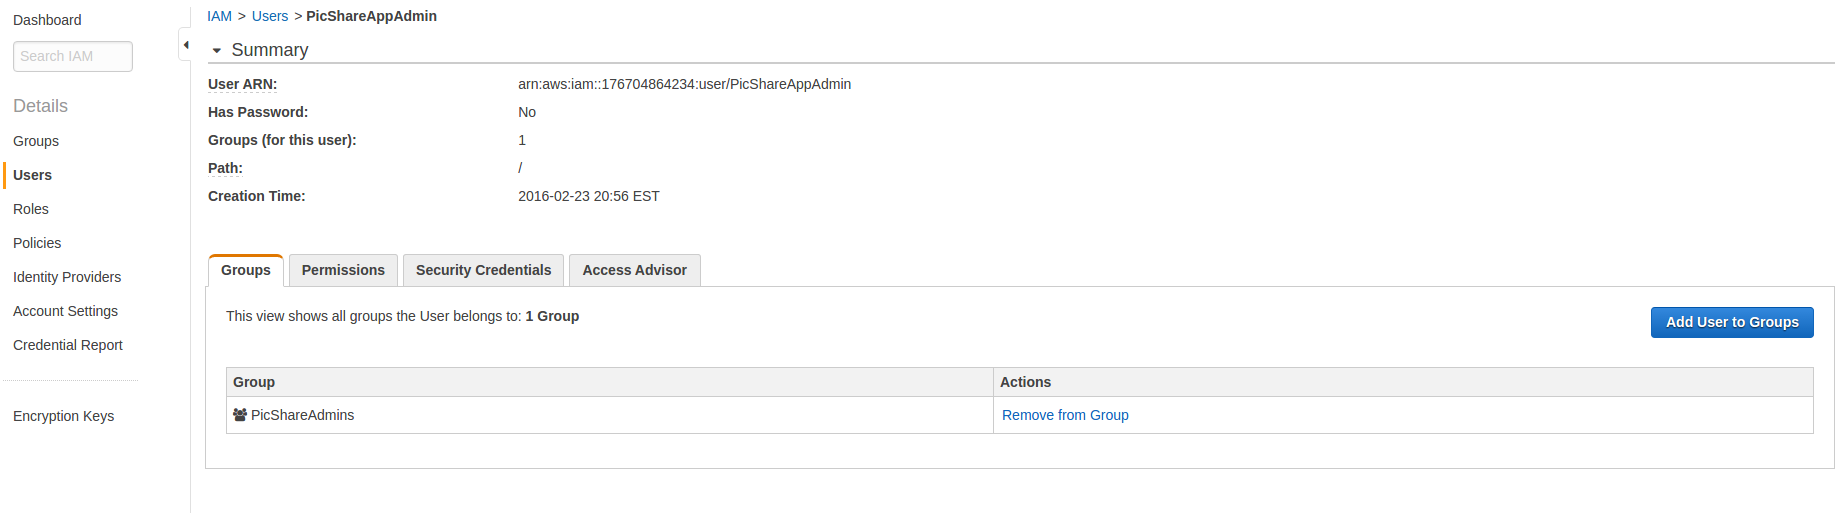 Dashboard
Search IAM
Details
Groups
Users
Roles
Policies
Identity Providers
Account Settings
Credential Report
Encryption Keys
IAM > Users > PicShareAppAdmin
Summary
User ARN: arn:aws:iam::176704864234:user/PicShareAppAdmin
Has Password: No
Groups (for this user): 1
Path: /
Creation Time: 2016-02-23 20:56 EST
Groups Permissions Security Credentials Access Advisor
This view shows all groups the User belongs to: 1 Group
Add User to Groups
Group Actions
PicShareAdmins Remove from Group